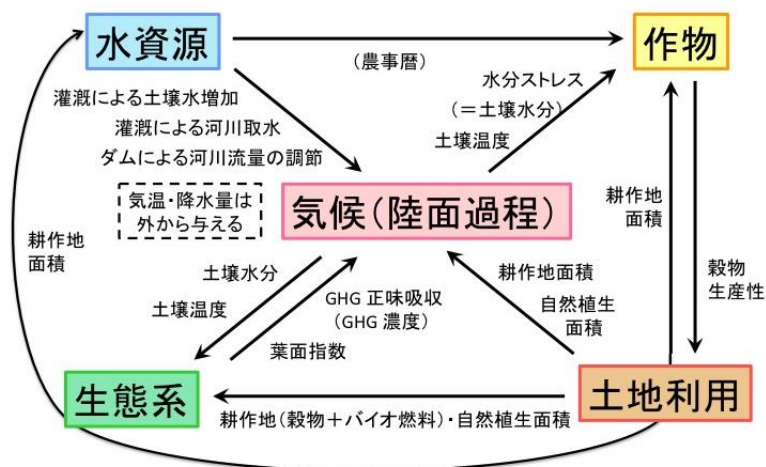 水資源
作物
(農事暦)
灌漑による土壌水増加
灌漑による河川取水
ダムによる河川流量の調節
水分ストレス
(=土壌水分)
土壌温度
気温・降水量は
外から与える
気候(陸面過程)
耕作地
面積
耕作地
面積
穀物
生産性
土壌水分
土壌温度
GHG 正味吸収
(GHG 濃度)
葉面指数
耕作地面積
自然植生
面積
生態系
土地利用
耕作地(穀物+バイオ燃料)・自然植生面積